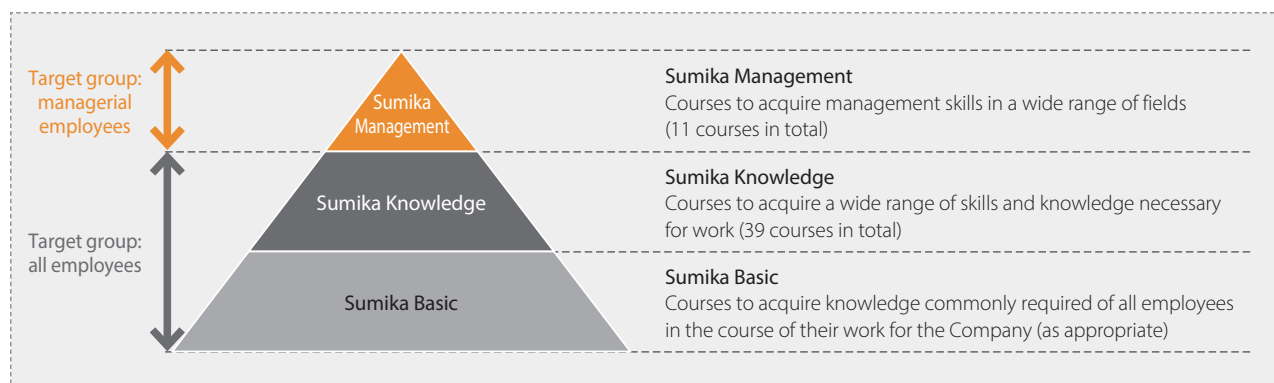 Target group:
managerial
employees
Target group:
all employees
Sumika
Management
Sumika Knowledge
Sumika Basic
Sumika Management
Courses to acquire management skills in a wide range of fields
(11 courses in total)
Sumika Knowledge
Courses to acquire a wide range of skills and knowledge necessary
for work (39 courses in total)
Sumika Basic
Courses to acquire knowledge commonly required of all employees
in the course of their work for the Company (as appropriate)